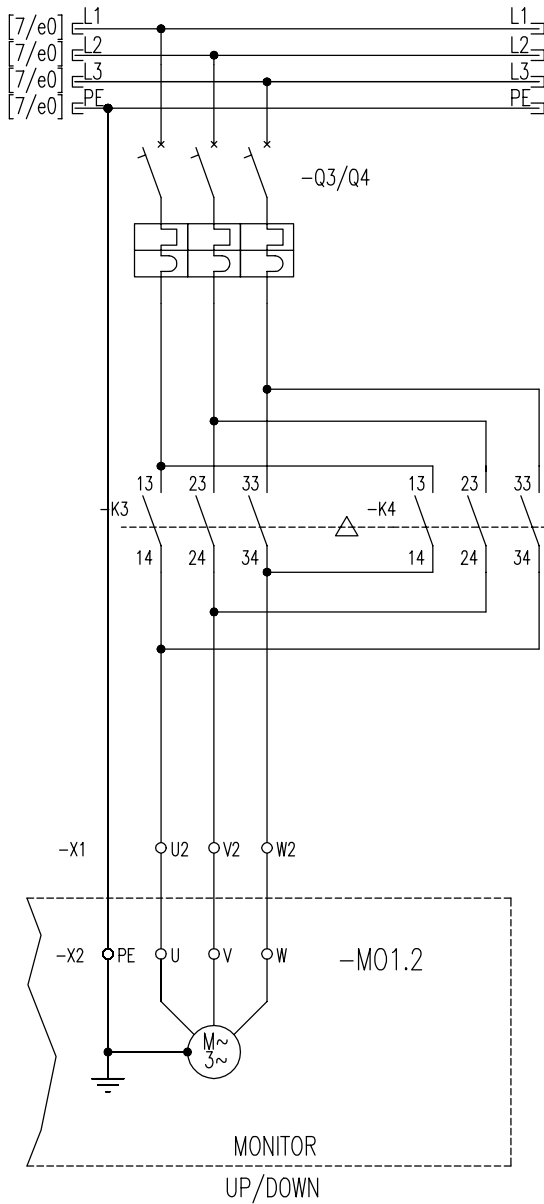 [7/e0] L1 L1
[7/e0] L2 L2
[7/e0] L3 L3
[7/e0] PE PE
-Q3/Q4
13 23 33 13 23 33
-K3 -K4
14 24 34 14 24 34
-X1 U2 V2 W2
-X2 PE U V W -M01.2
M~
3~
MONITOR
UP/DOWN